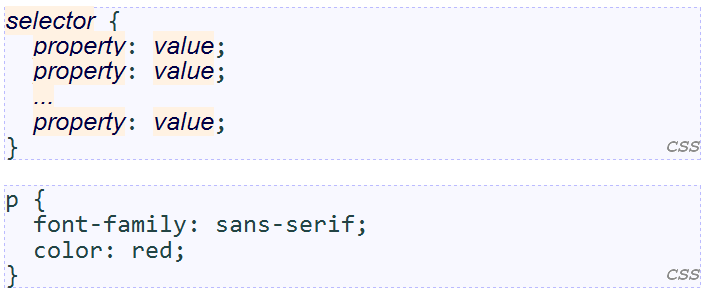 selector {
property: value;
property: value;
...
property: value;
}
CSS
p {
font-family: sans-serif;
color: red;
}
CSS